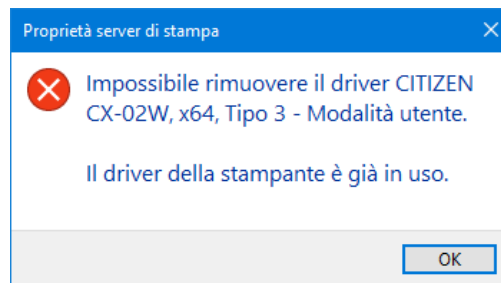 Proprietà server di stampa
Impossibile rimuovere il driver CITIZEN
CX-02W, x64, Tipo 3 - Modalità utente.
Il driver della stampante è già in uso.
OK